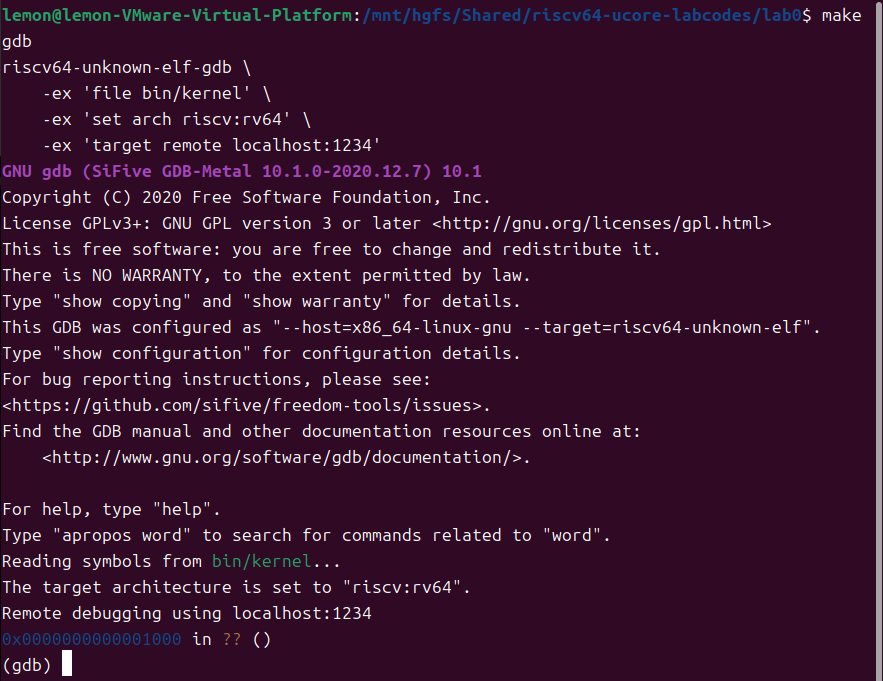 lemon@lemon-VMware-Virtual-Platform:/mnt/hgfs/Shared/riscv64-ucore-labcodes/lab0$ make
gdb
riscv64-unknown-elf-gdb \
    -ex 'file bin/kernel' \
    -ex 'set arch riscv:rv64' \
    -ex 'target remote localhost:1234'
GNU gdb (SiFive GDB-Metal 10.1.0-2020.12.7) 10.1
Copyright (C) 2020 Free Software Foundation, Inc.
License GPLv3+: GNU GPL version 3 or later <http://gnu.org/licenses/gpl.html>
This is free software: you are free to change and redistribute it.
There is NO WARRANTY, to the extent permitted by law.
Type "show copying" and "show warranty" for details.
This GDB was configured as "--host=x86_64-linux-gnu --target=riscv64-unknown-elf".
Type "show configuration" for configuration details.
For bug reporting instructions, please see:
<https://github.com/sifive/freedom-tools/issues>.
Find the GDB manual and other documentation resources online at:
    <http://www.gnu.org/software/gdb/documentation/>.

For help, type "help".
Type "apropos word" to search for commands related to "word".
Reading symbols from bin/kernel...
The target architecture is set to "riscv:rv64".
Remote debugging using localhost:1234
0x0000000000001000 in ?? ()
(gdb)